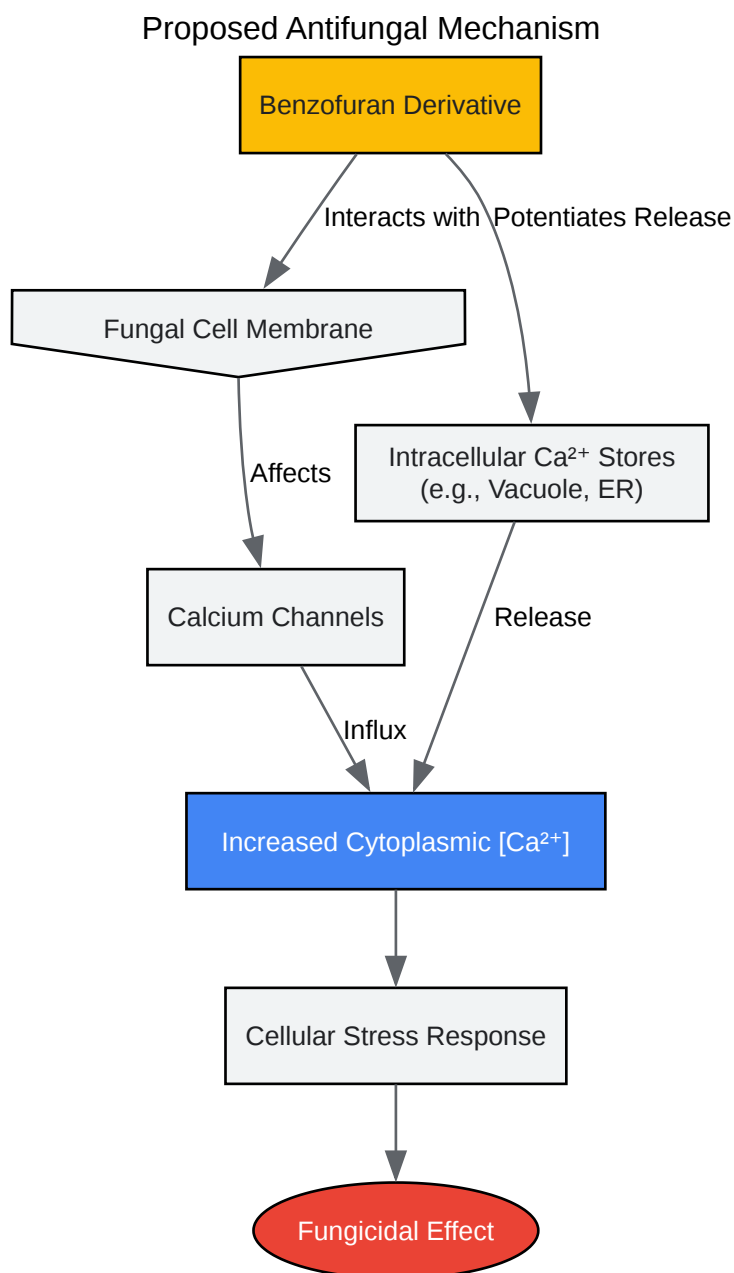 Proposed Antifungal Mechanism
Benzofuran Derivative
Interacts with
Potentiates Release
Fungal Cell Membrane
Intracellular Ca²⁺ Stores
(e.g., Vacuole, ER)
Affects
Calcium Channels
Release
Influx
Increased Cytoplasmic [Ca²⁺]
Cellular Stress Response
Fungicidal Effect